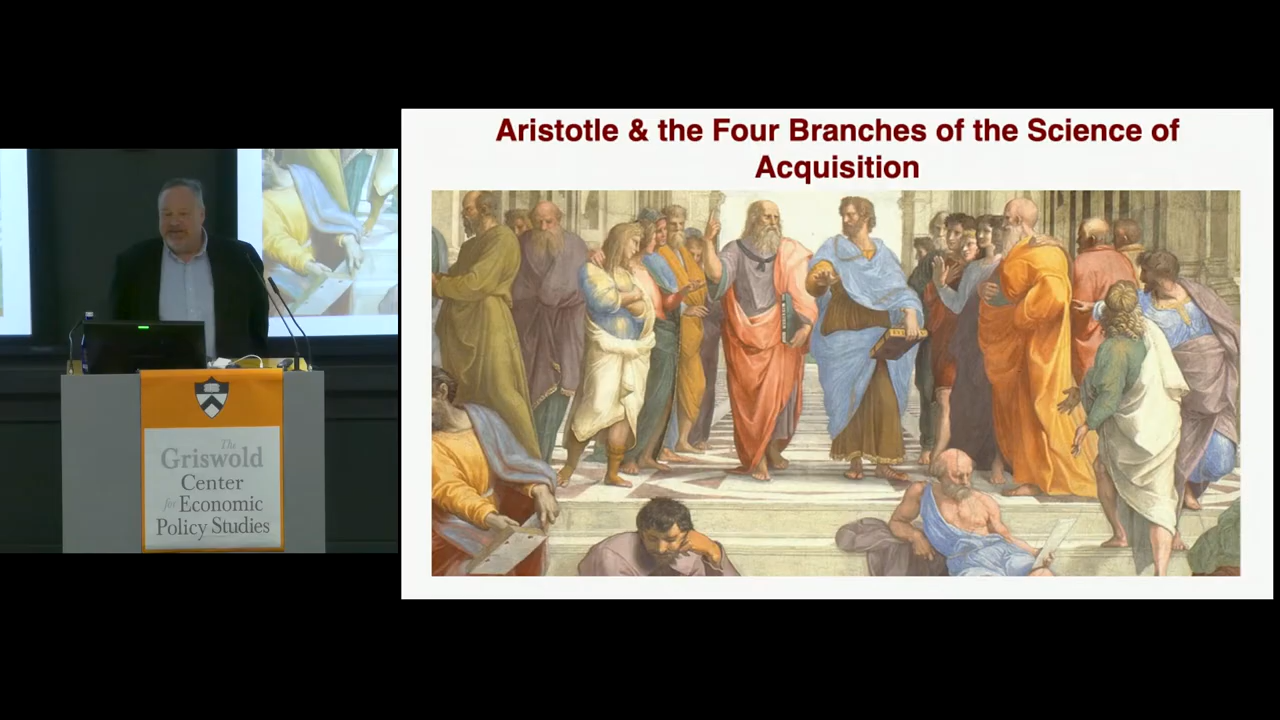 Aristotle & the Four Branches of the Science of
Acquisition
The
Griswold
Center
for Economic
Policy Studies